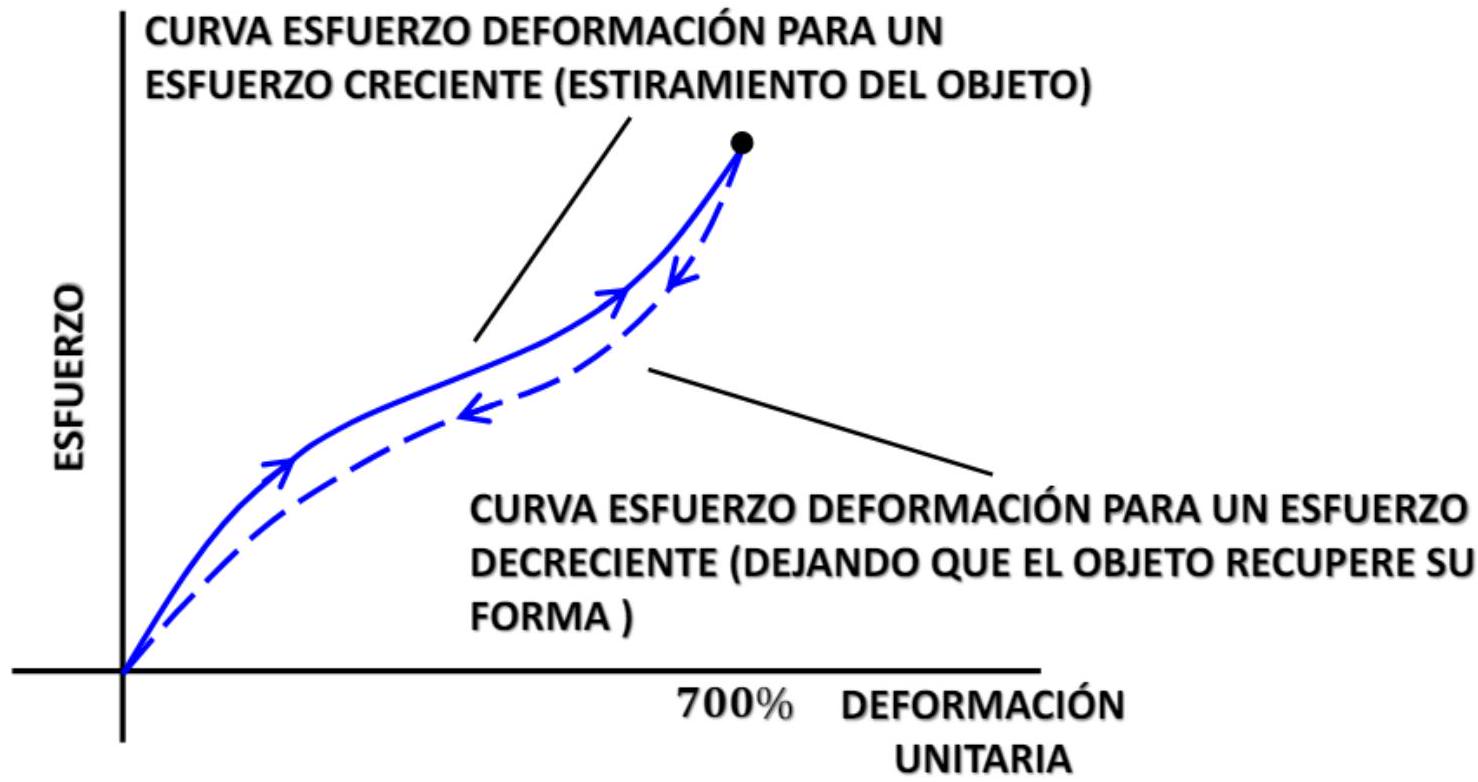 CURVA ESFUERZO DEFORMACIÓN PARA UN
ESFUERZO CRECIENTE (ESTIRAMIENTO DEL OBJETO)
ESFUERZO
CURVA ESFUERZO DEFORMACIÓN PARA UN ESFUERZO
DECRECIENTE (DEJANDO QUE EL OBJETO RECUPERE SU
FORMA )
700% DEFORMACIÓN
UNITARIA